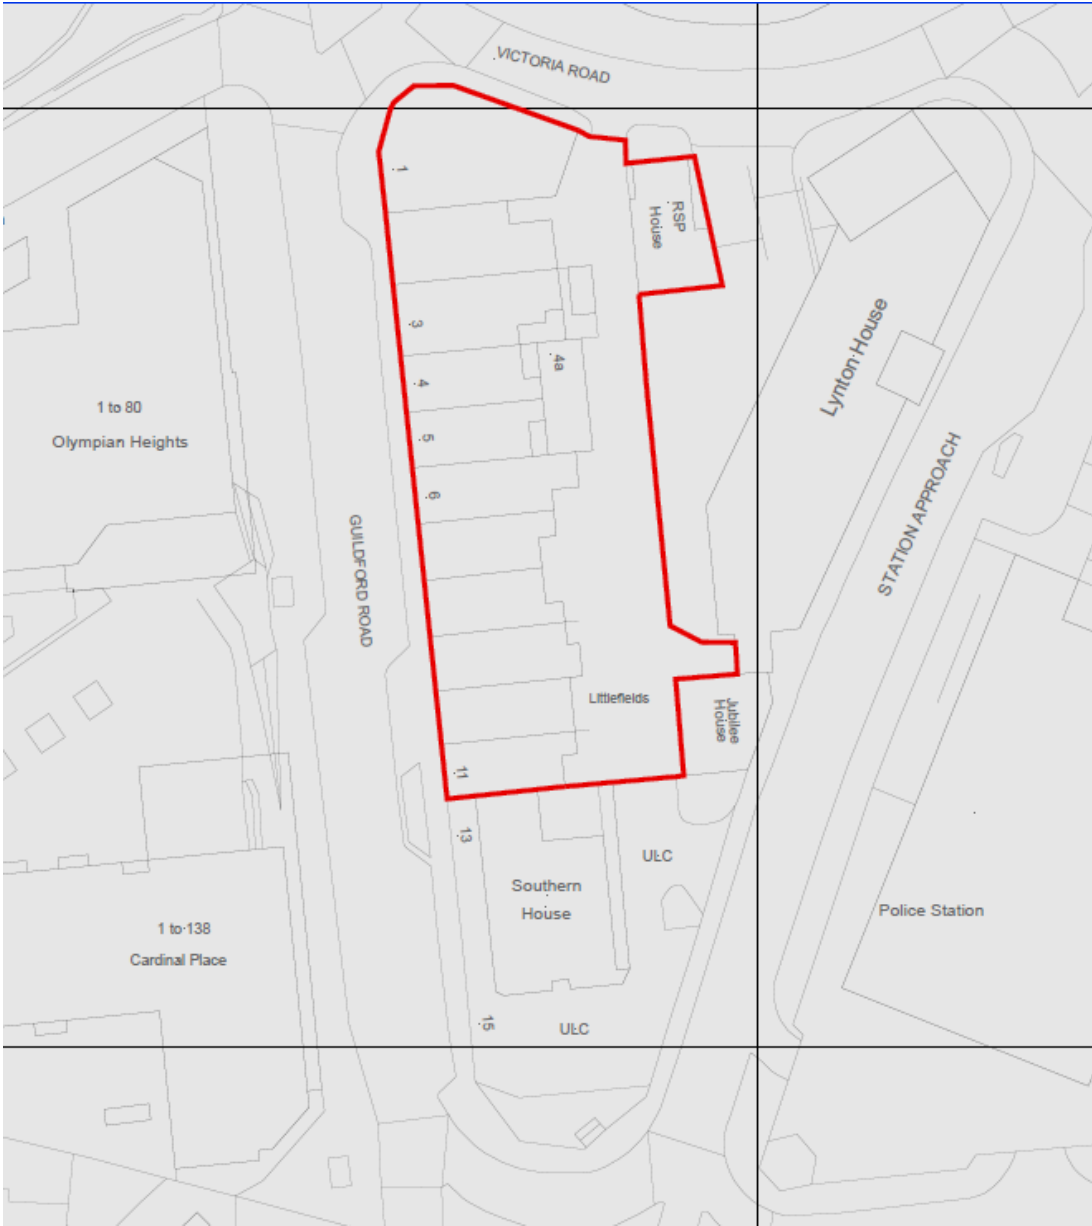 VICTORIA ROAD
1
RSP
House
3
4a
4
5
6
Lynton House
1 to 80
Olympian Heights
STATION APPROACH
GUILDFORD ROAD
Littlefields
Jubilee
House
11
13
ULC
Southern
House
Police Station
1 to 138
Cardinal Place
15
ULC